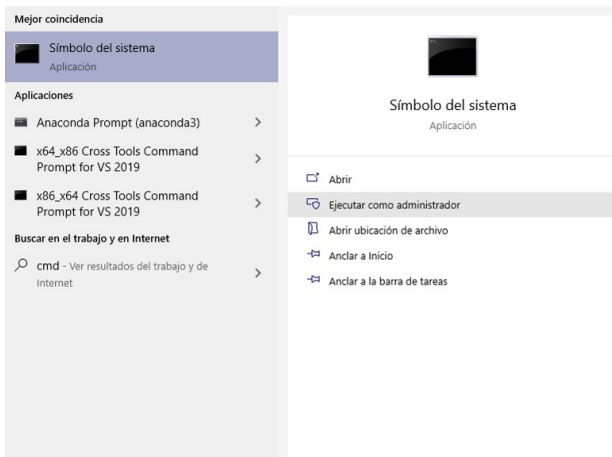 Mejor coincidencia
Símbolo del sistema
Aplicación
Aplicaciones
Anaconda Prompt (anaconda3)
x64_x86 Cross Tools Command
Prompt for VS 2019
x86_x64 Cross Tools Command
Prompt for VS 2019
Buscar en el trabajo y en Internet
cmd - Ver resultados del trabajo y de
Internet
Símbolo del sistema
Aplicación
Abrir
Ejecutar como administrador
Abrir ubicación de archivo
Anclar a Inicio
Anclar a la barra de tareas